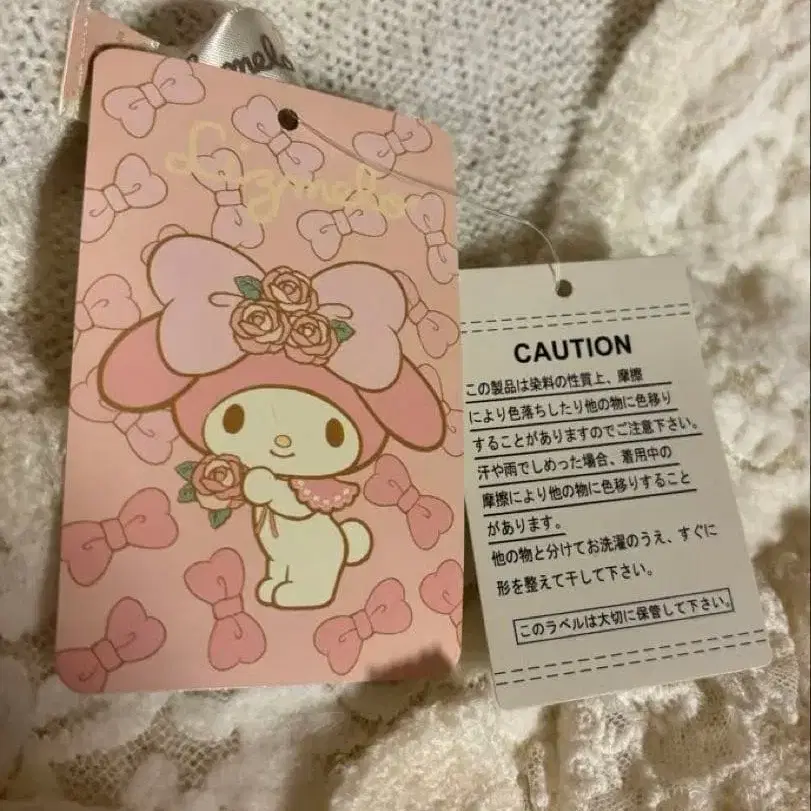 melo
Lizmelo
CAUTION
この製品は染料の性質上、摩擦
により色落ちしたり他の物に色移り
することがありますのでご注意下さい。
汗や雨でしめった場合、着用中の
摩擦により他の物に色移りすること
があります。
他の物と分けてお洗濯のうえ、すぐに
形を整えて干して下さい。
このラベルは大切に保管して下さい。